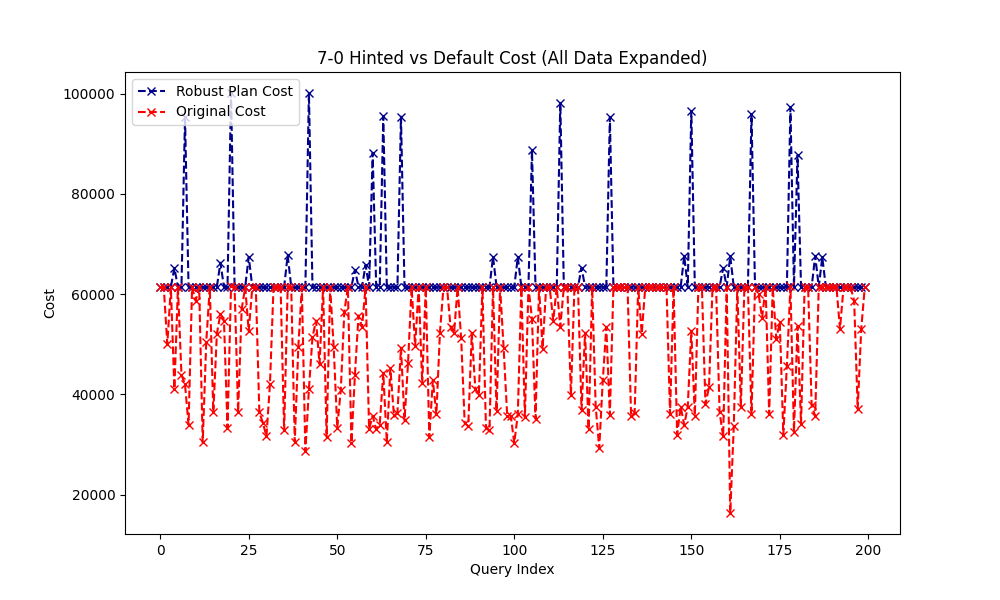 7-0 Hinted vs Default Cost (All Data Expanded)
Robust Plan Cost
Original Cost
Cost
100000
80000
60000
40000
20000
0 25 50 75 100 125 150 175 200
Query Index